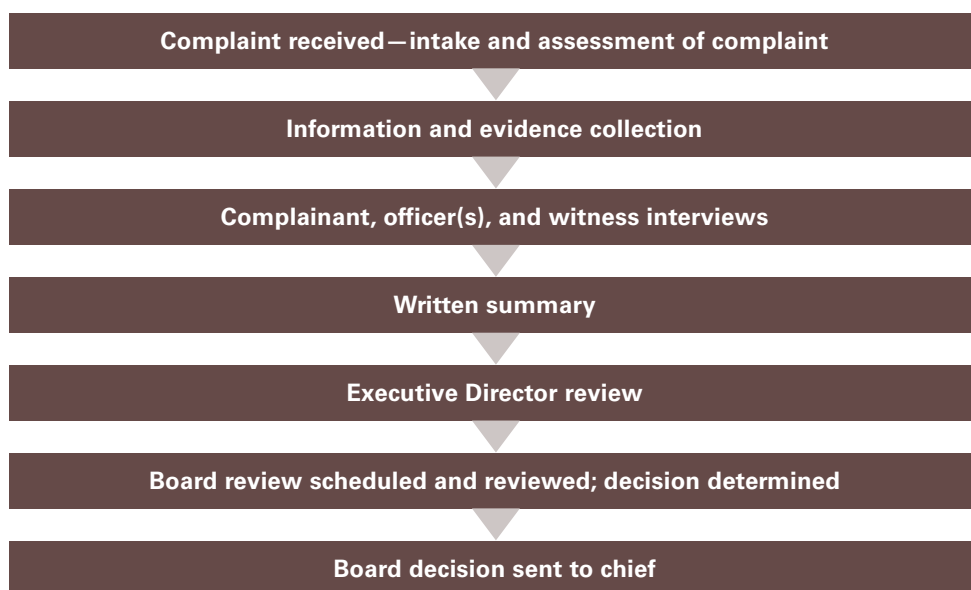 Complaint received—intake and assessment of complaint
Information and evidence collection
Complainant, officer(s), and witness interviews
Written summary
Executive Director review
Board review scheduled and reviewed; decision determined
Board decision sent to chief